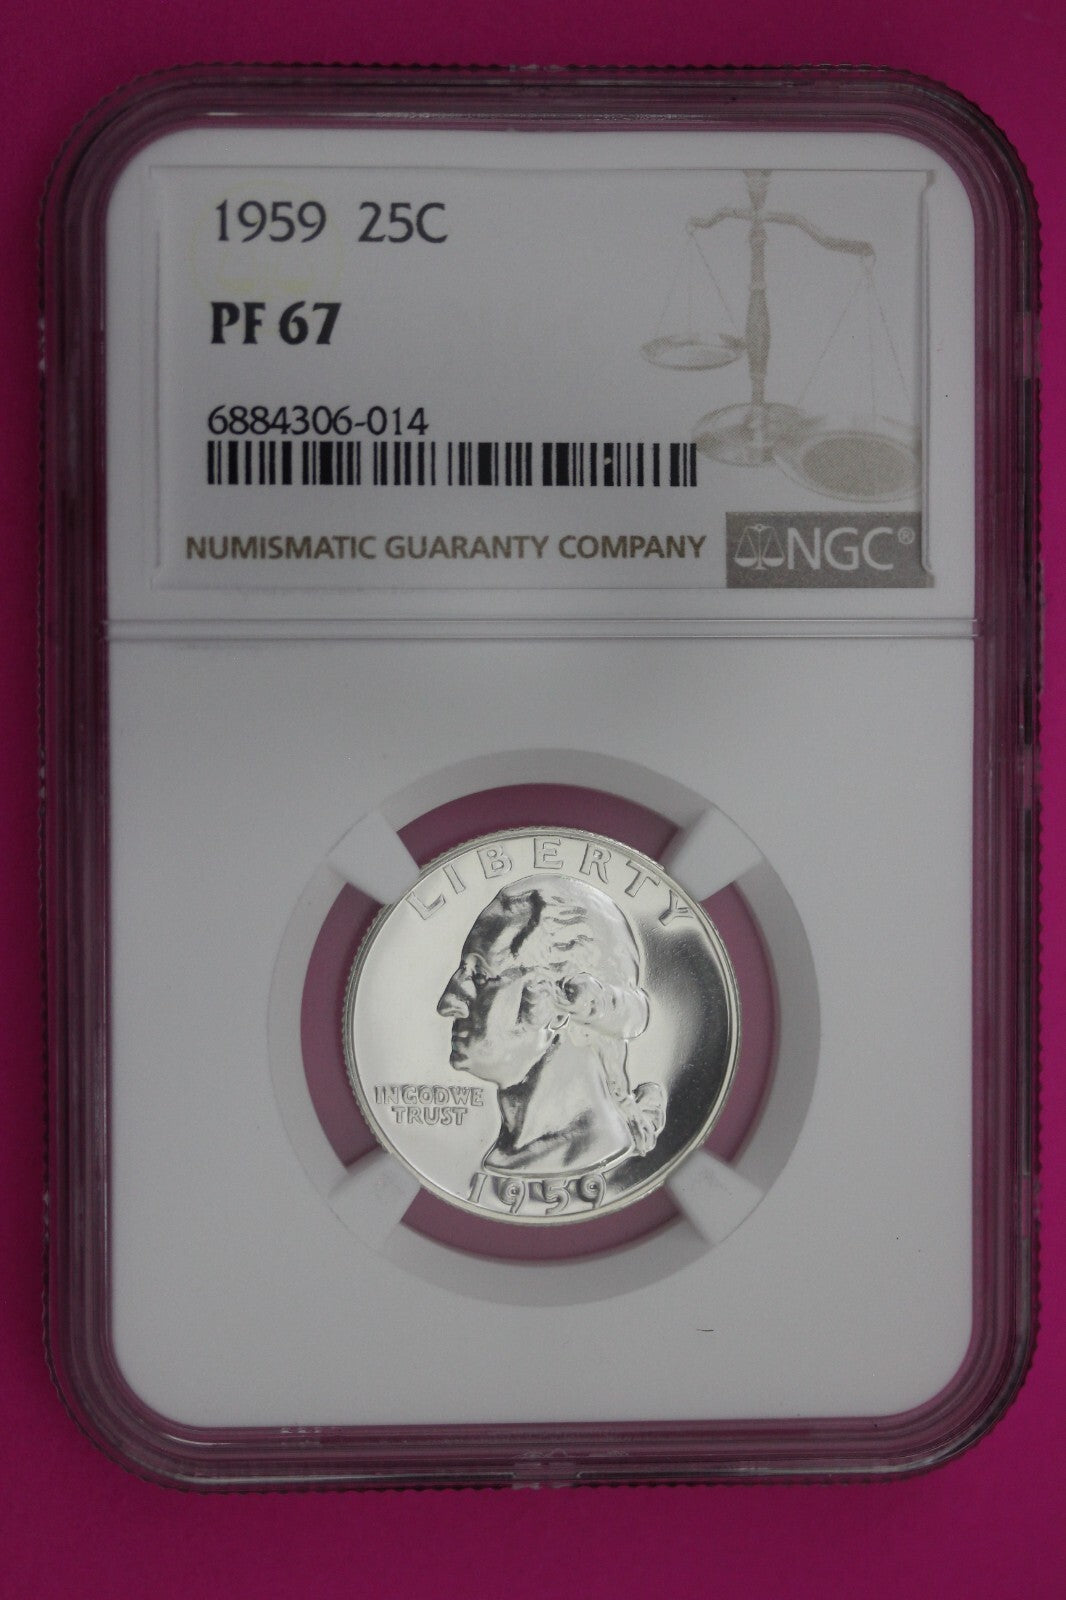 1959 25C
PF 67
6884306-014
NUMISMATIC GUARANTY COMPANY
NGC®
LIBERTY
IN GOD WE
TRUST
1959